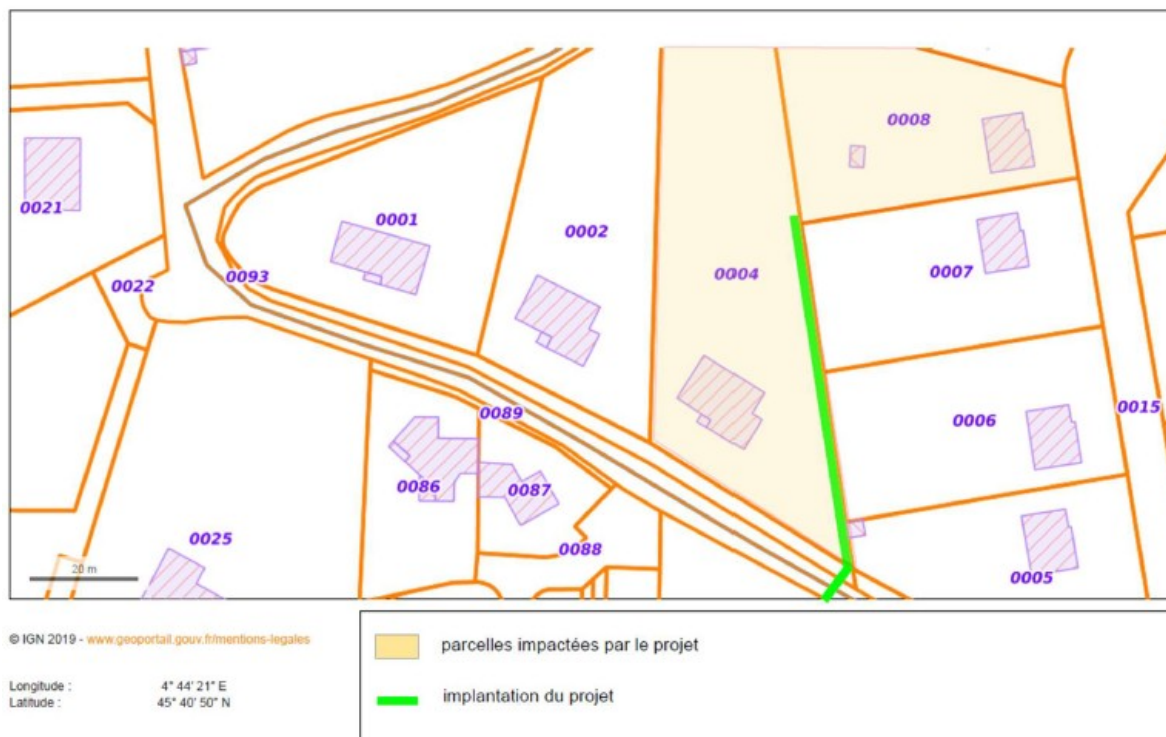 0008
0021
0001
0002
0004
0007
0022
0093
0089
0006
0015
0086
0087
0025
0088
0005
20 m
© IGN 2019 - www.geoportail.gouv.fr/mentions-legales
Longitude : 4° 44' 21" E
Latitude : 45° 40' 50" N
parcelles impactées par le projet
implantation du projet